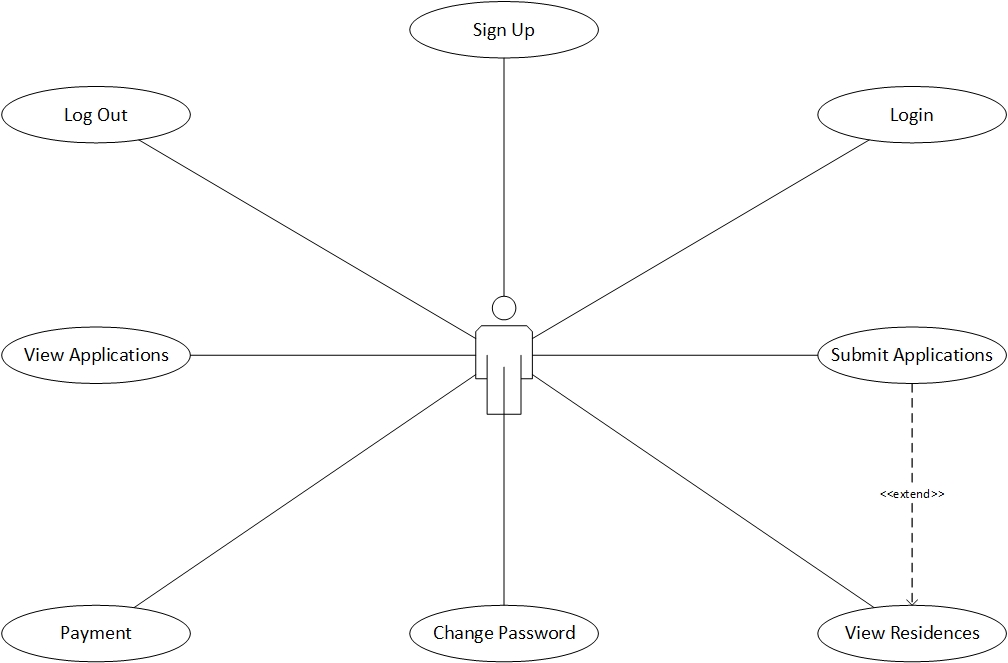 Sign Up
Log Out
Login
View Applications
Submit Applications
<<extend>>
Payment
Change Password
View Residences